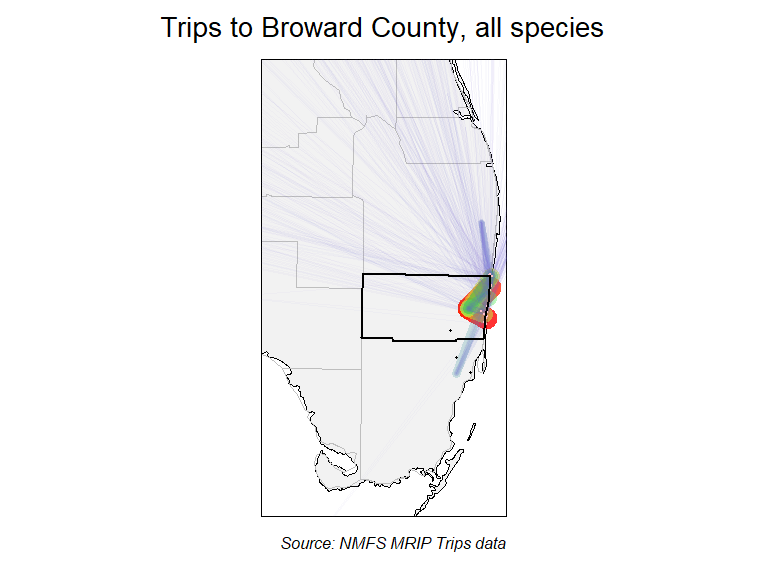 Trips to Broward County, all species
Source: NMFS MRIP Trips data